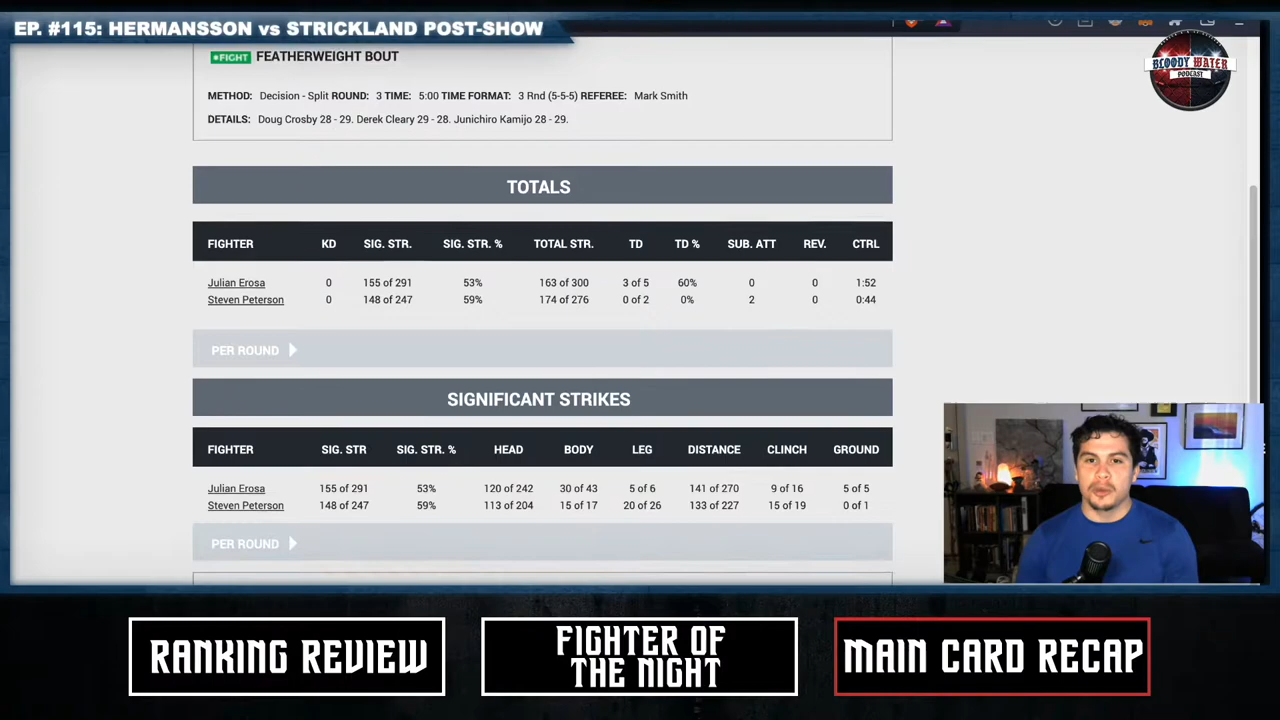 EP. #115: HERMANSSON vs STRICKLAND POST-SHOW
BLOODY WATER
PODCAST
FIGHT FEATHERWEIGHT BOUT
METHOD: Decision - Split ROUND: 3 TIME: 5:00 TIME FORMAT: 3 Rnd (5-5-5) REFEREE: Mark Smith
DETAILS: Doug Crosby 28 - 29. Derek Cleary 29 - 28. Junichiro Kamijo 28 - 29.
TOTALS
FIGHTER KD SIG. STR. SIG. STR. % TOTAL STR. TD TD % SUB. ATT REV. CTRL
Julian Erosa 0 155 of 291 53% 163 of 300 3 of 5 60% 0 0 1:52
Steven Peterson 0 148 of 247 59% 174 of 276 0 of 2 0% 2 0 0:44
PER ROUND
SIGNIFICANT STRIKES
FIGHTER SIG. STR SIG. STR. % HEAD BODY LEG DISTANCE CLINCH GROUND
Julian Erosa 155 of 291 53% 120 of 242 30 of 43 5 of 6 141 of 270 9 of 16 5 of 5
Steven Peterson 148 of 247 59% 113 of 204 15 of 17 20 of 26 133 of 227 15 of 19 0 of 1
PER ROUND
RANKING REVIEW
FIGHTER OF
THE NIGHT
MAIN CARD RECAP